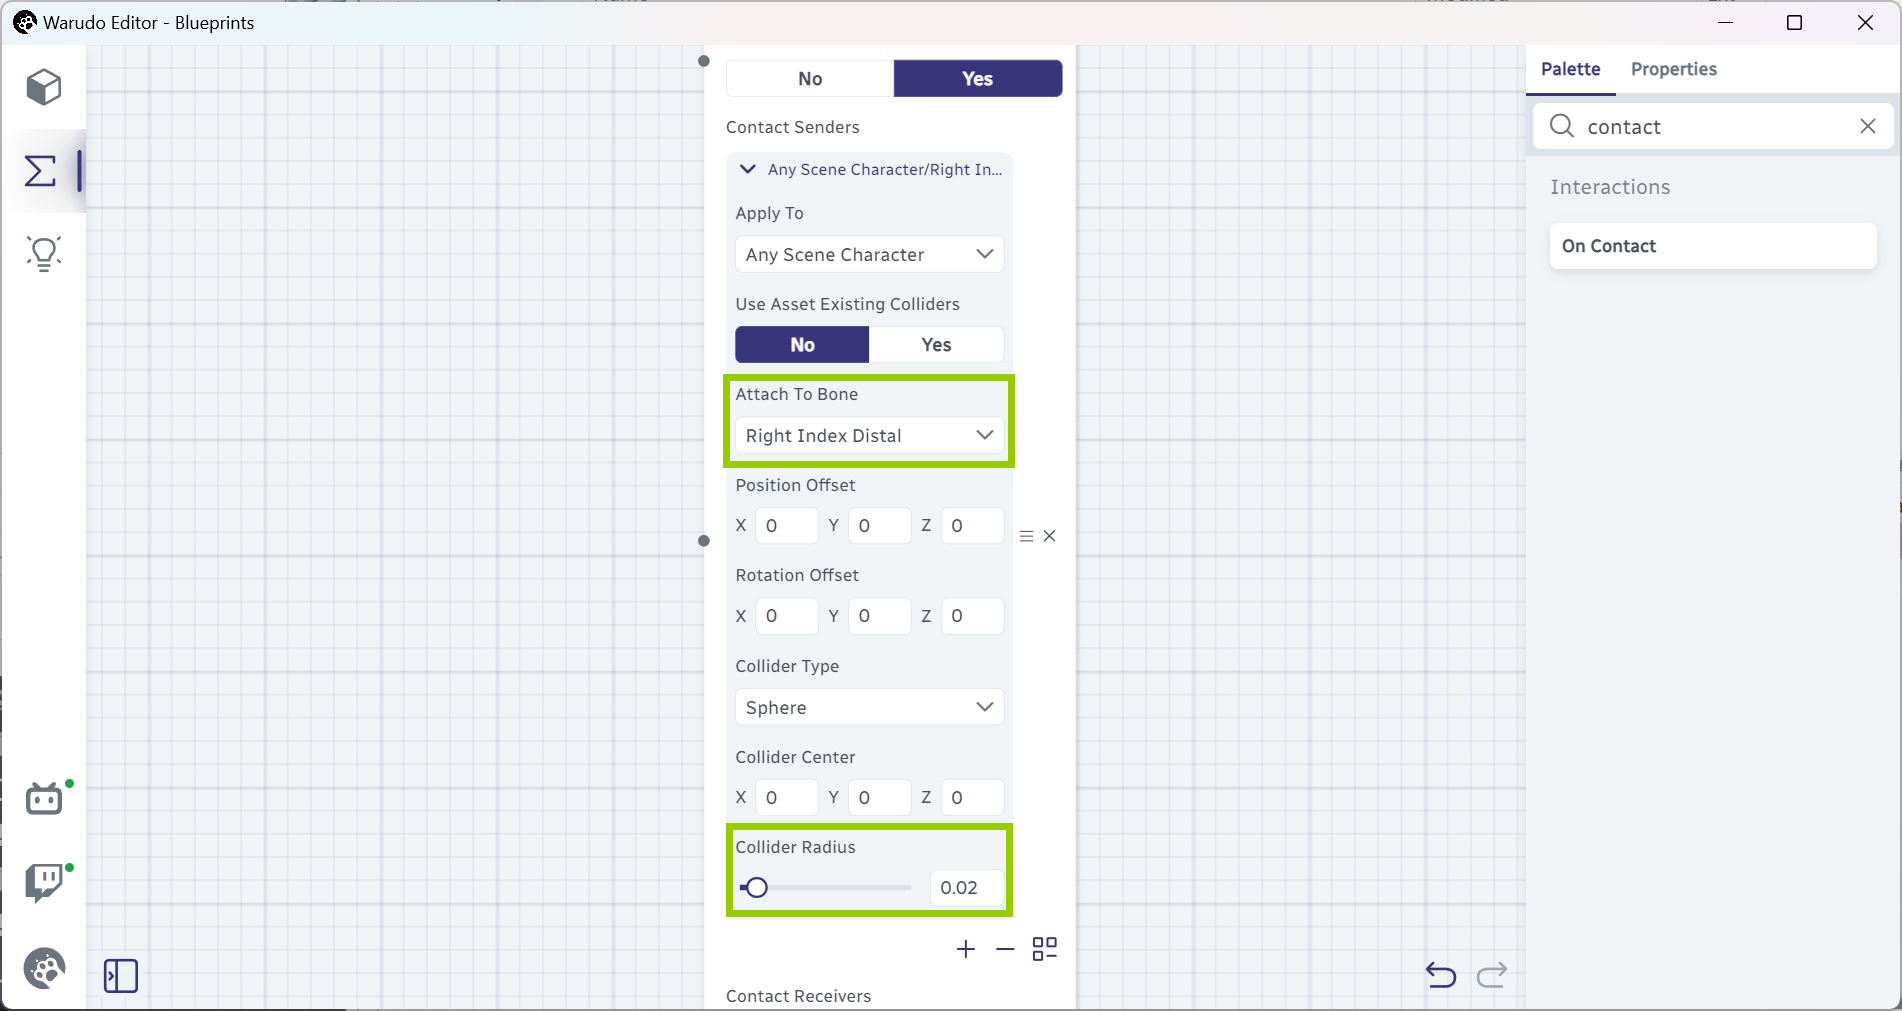 Warudo Editor - Blueprints
No Yes
Contact Senders
Any Scene Character/Right In...
Apply To
Any Scene Character
Use Asset Existing Colliders
No Yes
Attach To Bone
Right Index Distal
Position Offset
X 0 Y 0 Z 0
Rotation Offset
X 0 Y 0 Z 0
Collider Type
Sphere
Collider Center
X 0 Y 0 Z 0
Collider Radius
0.02
Contact Receivers
Palette Properties
contact
Interactions
On Contact